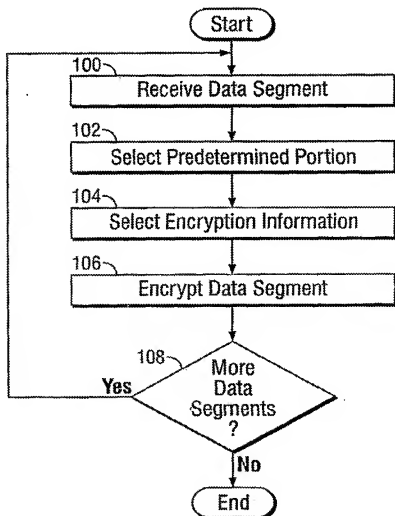 Start
100
Receive Data Segment
102
Select Predetermined Portion
104
Select Encryption Information
106
Encrypt Data Segment
108
More
Data
Segments
?
Yes
No
End